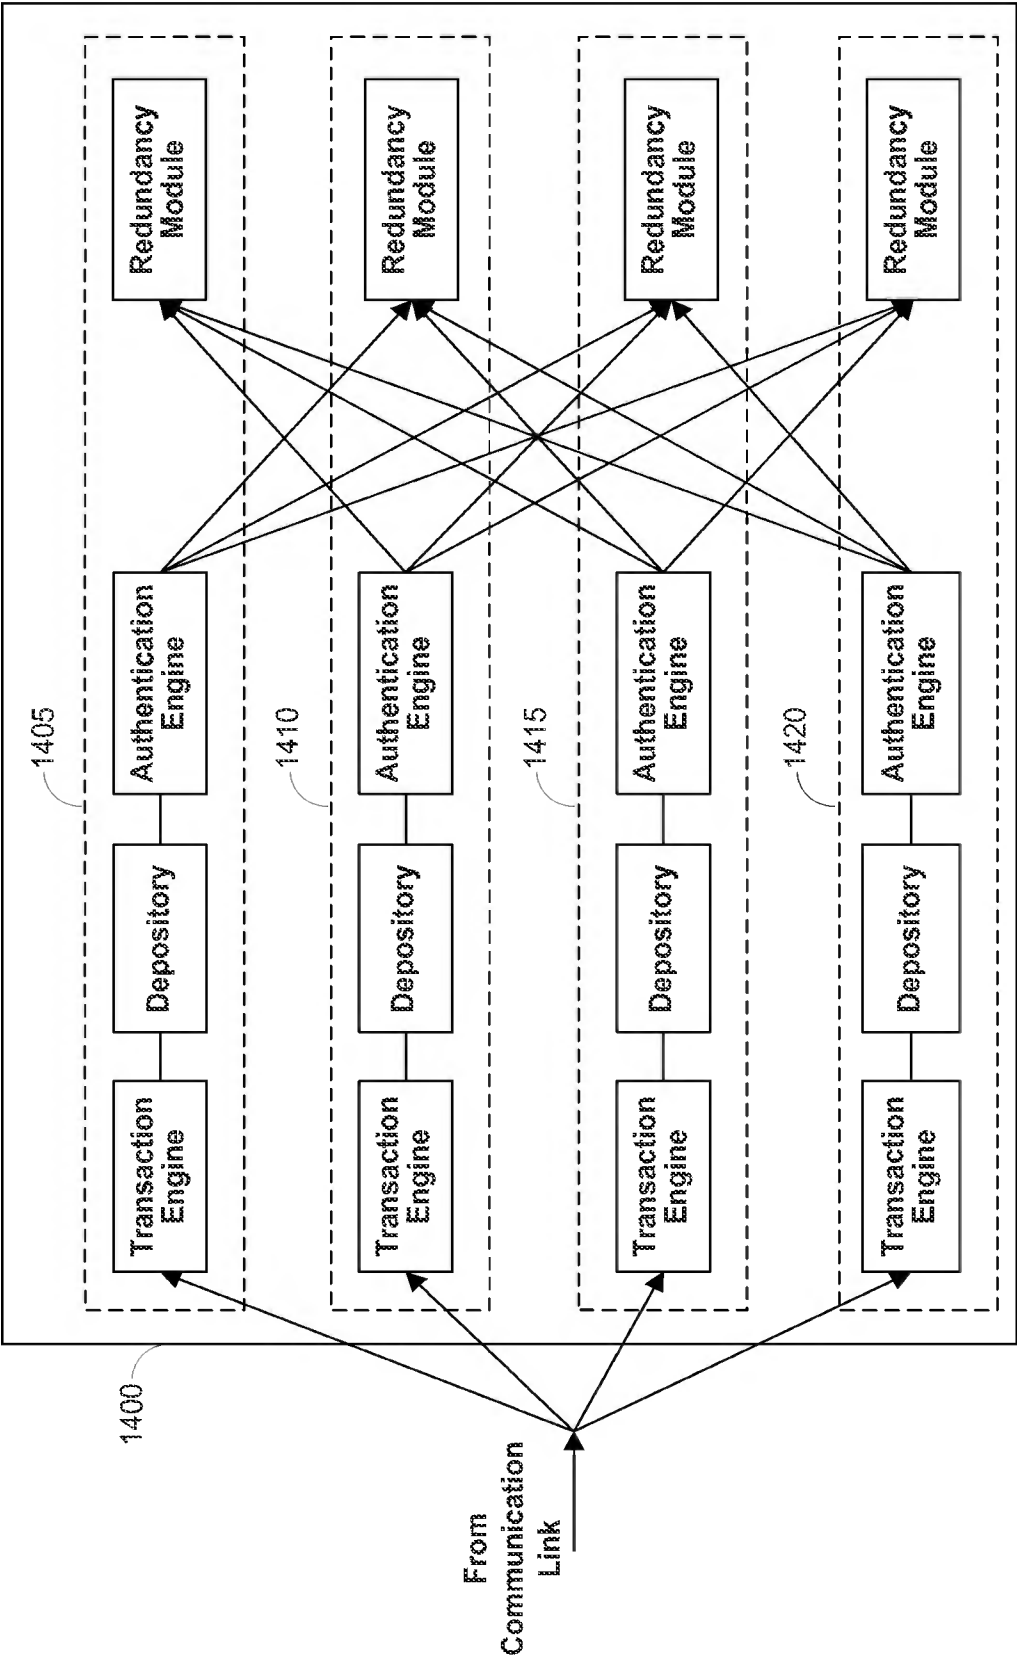 From
Communication
Link
1400
1405
Transaction
Engine
Depository
Authentication
Engine
Redundancy
Module
1410
Transaction
Engine
Depository
Authentication
Engine
Redundancy
Module
1415
Transaction
Engine
Depository
Authentication
Engine
Redundancy
Module
1420
Transaction
Engine
Depository
Authentication
Engine
Redundancy
Module